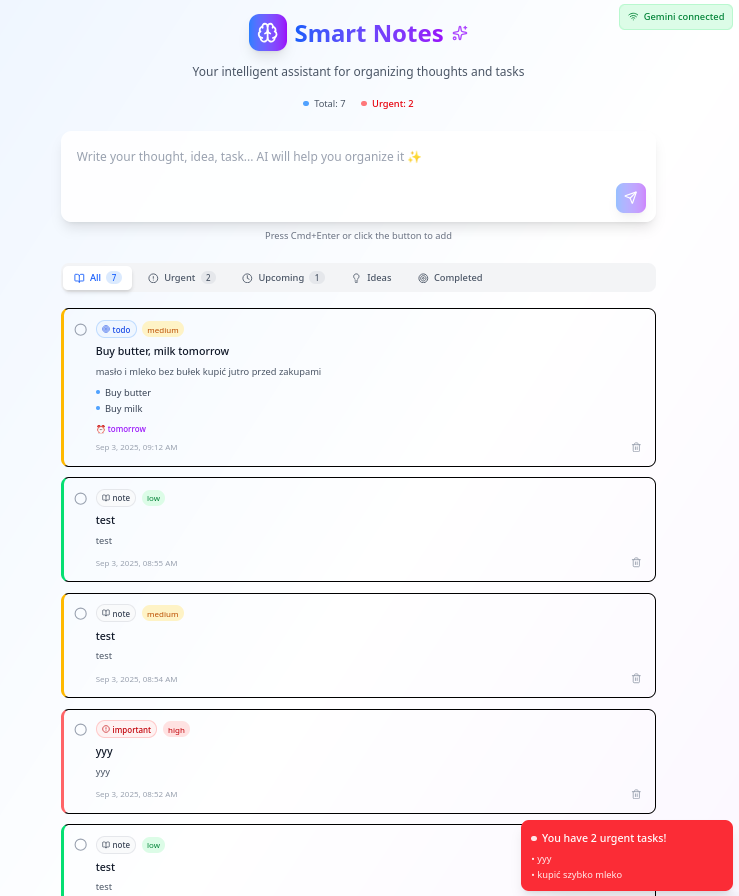 Gemini connected
Smart Notes
Your intelligent assistant for organizing thoughts and tasks
Total: 7 Urgent: 2
Write your thought, idea, task... AI will help you organize it ✨
Press Cmd+Enter or click the button to add
All 7 Urgent 2 Upcoming 1 Ideas Completed
todo medium
Buy butter, milk tomorrow
masło i mleko bez bułek kupić jutro przed zakupami
• Buy butter
• Buy milk
⏰ tomorrow
Sep 3, 2025, 09:12 AM
note low
test
test
Sep 3, 2025, 08:55 AM
note medium
test
test
Sep 3, 2025, 08:54 AM
important high
yyy
yyy
Sep 3, 2025, 08:52 AM
note low
test
test
You have 2 urgent tasks!
• yyy
• kupić szybko mleko